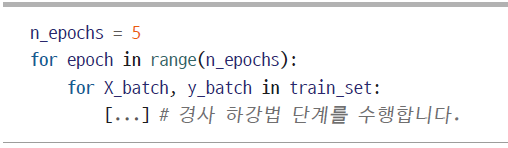 n_epochs = 5
for epoch in range(n_epochs):
    for X_batch, y_batch in train_set:
        [...] # 경사 하강법 단계를 수행합니다.